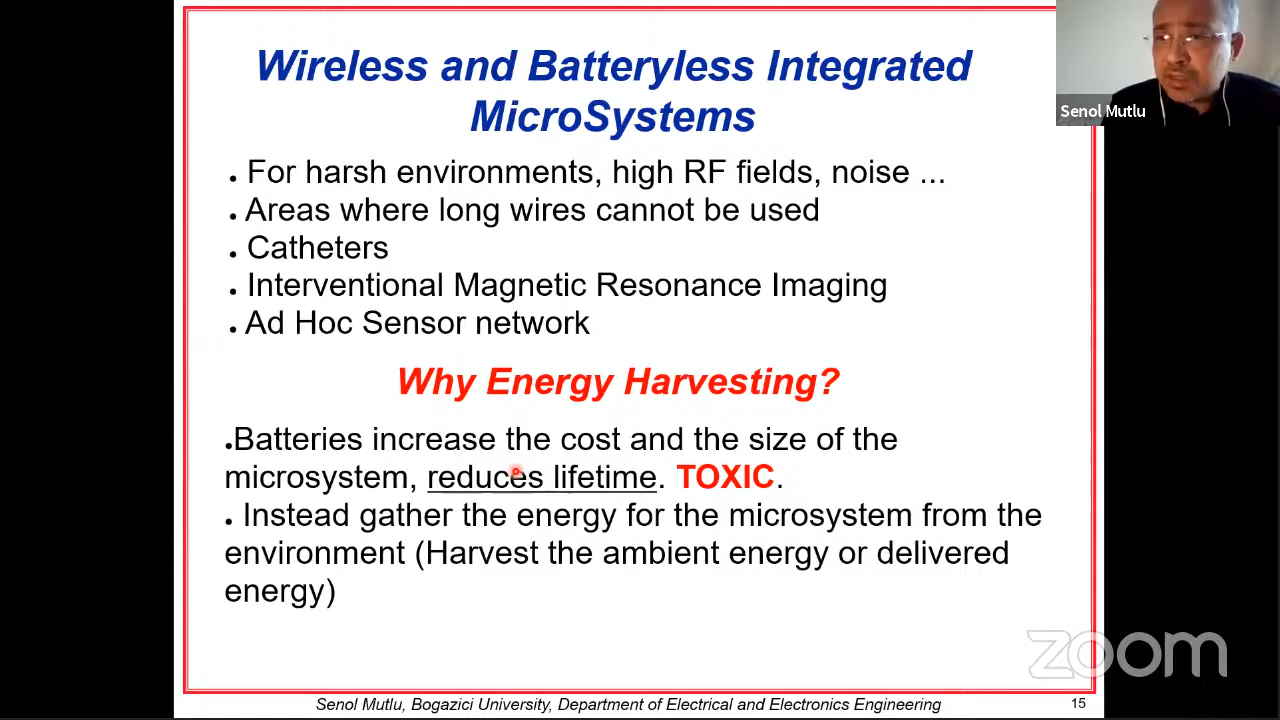 Wireless and Batteryless Integrated
MicroSystems
Senol Mutlu
. For harsh environments, high RF fields, noise ...
. Areas where long wires cannot be used
. Catheters
. Interventional Magnetic Resonance Imaging
. Ad Hoc Sensor network
Why Energy Harvesting?
.Batteries increase the cost and the size of the
microsystem, reduces lifetime. TOXIC.
. Instead gather the energy for the microsystem from the
environment (Harvest the ambient energy or delivered
energy)
zoom
Senol Mutlu, Bogazici University, Department of Electrical and Electronics Engineering
15